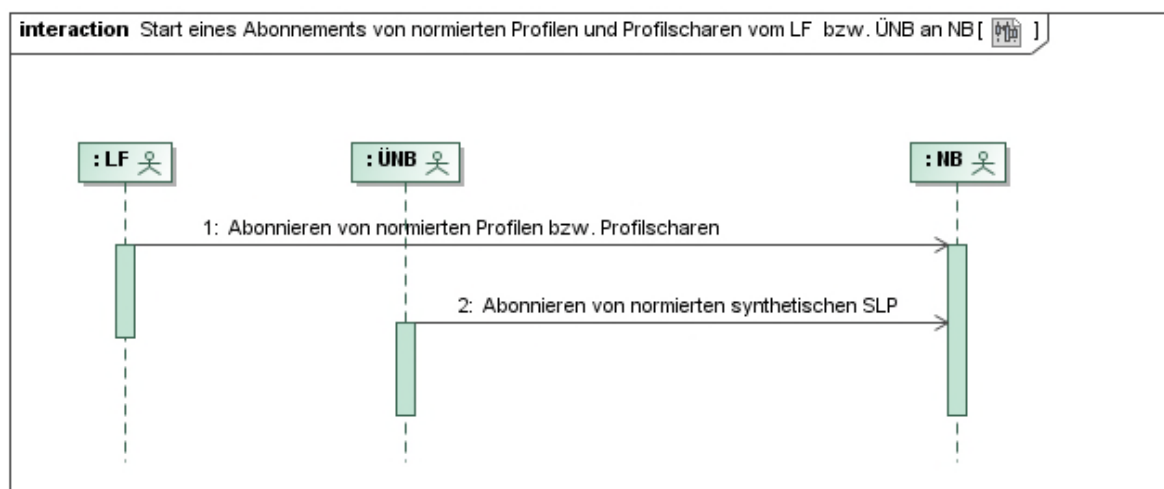 interaction Start eines Abonnements von normierten Profilen und Profilscharen vom LF bzw. ÜNB an NB [ ]
: LF
: ÜNB
: NB
1: Abonnieren von normierten Profilen bzw. Profilscharen
2: Abonnieren von normierten synthetischen SLP